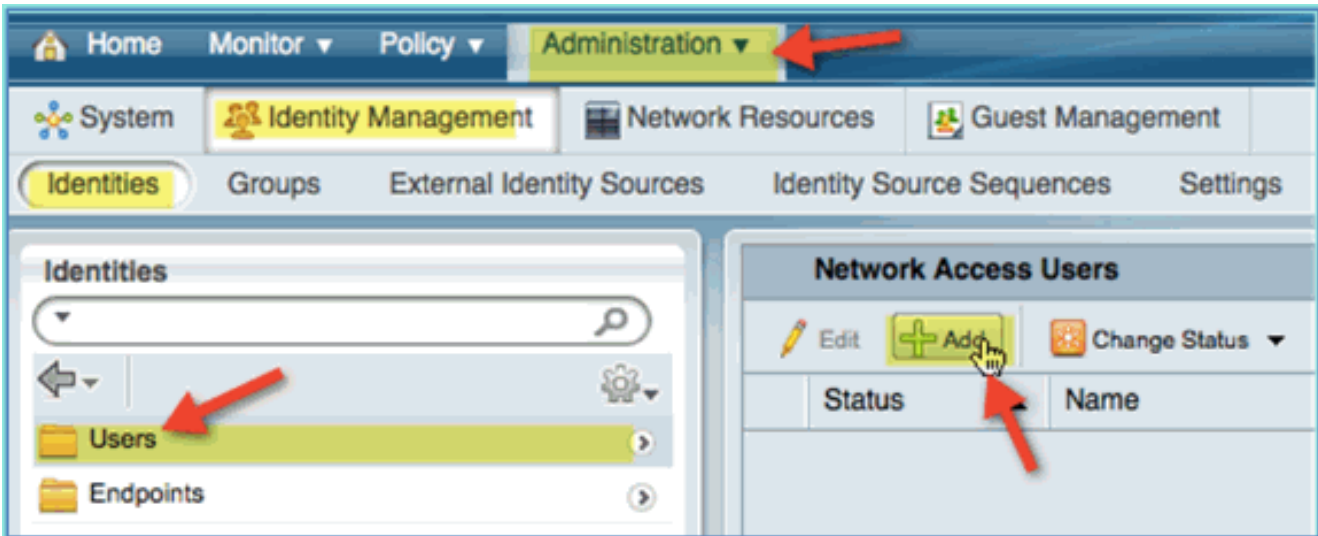 Home Monitor Policy Administration
System Identity Management Network Resources Guest Management
Identities Groups External Identity Sources Identity Source Sequences Settings
Identities
Users
Endpoints
Network Access Users
Edit Add Change Status
Status Name